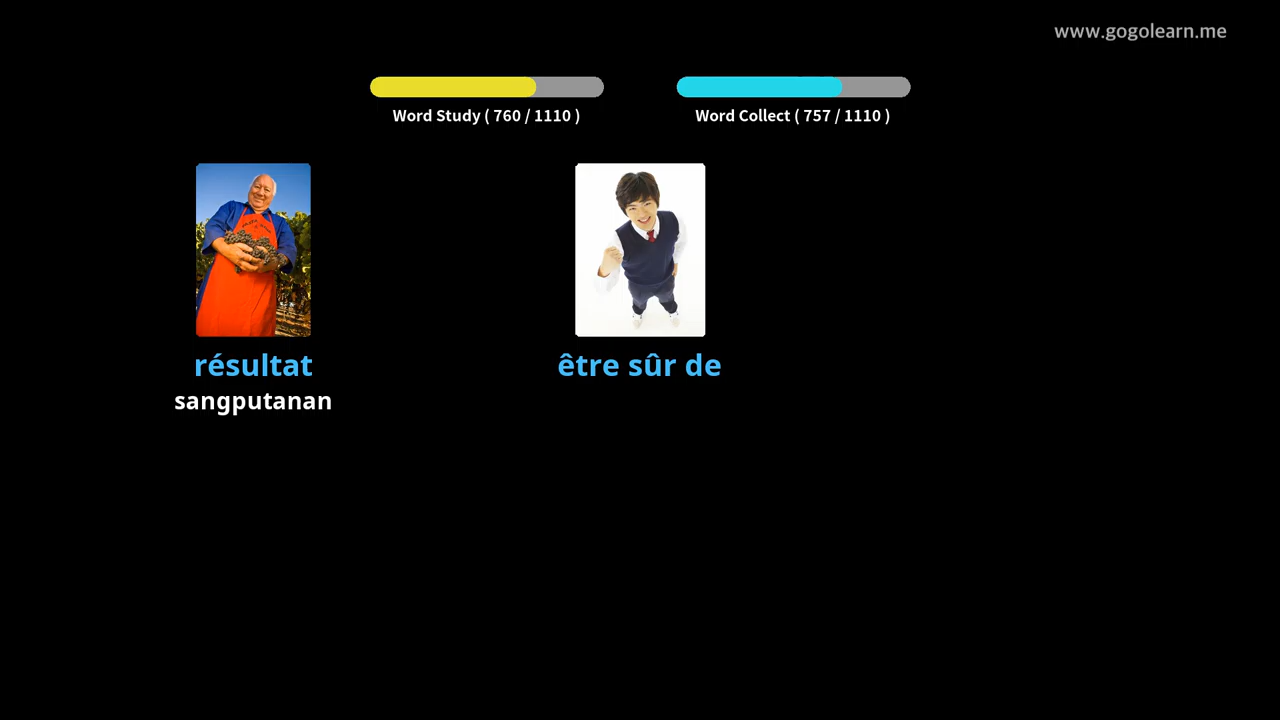 www.gogolearn.me
Word Study ( 760 / 1110 )
Word Collect ( 757 / 1110 )
résultat
sangputanan
être sûr de